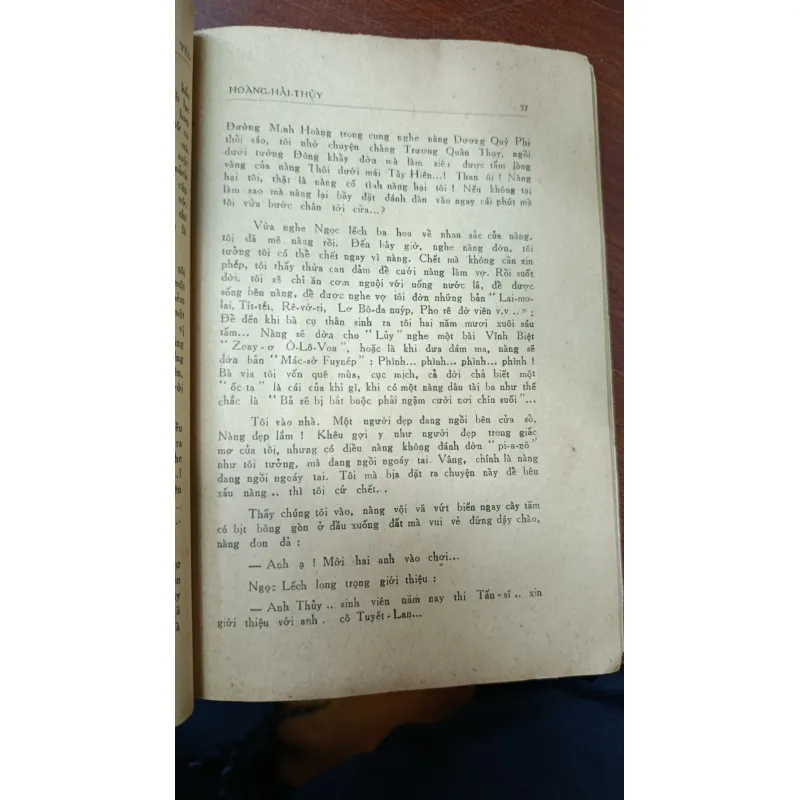 HOÀNG-HẢI-THỦY
37
Đường Minh Hoàng trong cung nghe nàng Dương Quý Phi
thồi sáo, tôi nhớ chuyện chàng Trương Quân Thụy, ngồi
dưới tường Đông khầy đờn mà làm siêu được tấm lòng
vàng của nàng Thôi dưới mái Tây Hiên...! Than ôi ! Nàng
hại tôi, thật là nàng cố tình nàng hại tôi ! Nếu không tại
làm sao mà nàng lại bầy đặt đánh đàn vào ngay cái phút mà
tôi vừa bước chân tới cửa...?
Vừa nghe Ngọc lếch ba hoa về nhan sắc của nàng,
tôi đã mê nàng rồi. Đến bây giờ, nghe nàng đờn, tôi
tưởng tôi có thể chết ngay vì nàng. Chết mà không cần xin
phép, tôi thấy thừa can đảm để cưới nàng làm vợ. Rồi suốt
đời, tôi sẽ chỉ ăn cơm nguội với uống nước lã, để được
sống bên nàng, để được nghe vợ tôi đờn những bản “ Lai-mo-
lai, Tít-tết, Rê-vờ-ri, Lơ Bô-đa nuýp, Pho rê đờ viên v.v .. » ;
Để đến khi bà cụ thân sinh ra tôi hai năm mươi xuôi sáu
tấm... Nàng sẽ đờn cho “ Lủy ” nghe một bài Vĩnh Biệt
“ Zoay-ơ Ô-Lô-Voa ”, hoặc là khi đưa đám ma, nàng sẽ
đờn bản “ Mác-sờ Fuynép ” : Phình... phình... phình... phình !
Bà vịa tôi vốn quê mùa, cục mịch, cả đời chả biết một
“ ốc-ta ” là cái của khỉ gì, khi có một nàng dâu tài ba như thế
chắc là “ Bả sẽ bị bắt buộc phải ngậm cười nơi chín suối ”...
Tôi vào nhà. Một người đẹp đang ngồi bên cửa sồ.
Nàng đẹp lắm ! Khêu gợi y như người đẹp trong giấc
mơ của tôi, nhưng có điều nàng không đánh đờn “ pi-a-nô ”
như tôi tưởng, mà đang ngồi ngoáy tai. Vâng, chính là nàng
đang ngồi ngoáy tai. Tôi mà bịa đặt ra chuyện này để bêu
xấu nàng .. thì tôi cứ chết..
Thấy chúng tôi vào, nàng vội vã vứt biến ngay cây tăm
có bịt bông gòn ở đầu xuống đất mà vui vẻ đứng dậy chào,
nàng đon đả :
— Anh ạ ! Mời hai anh vào chơi...
Ngọc Lếch long trọng giới thiệu :
— Anh Thủy .. sinh viên năm nay thi Tấn-sĩ .. xin
giới thiệu với anh . cô Tuyết-Lan...